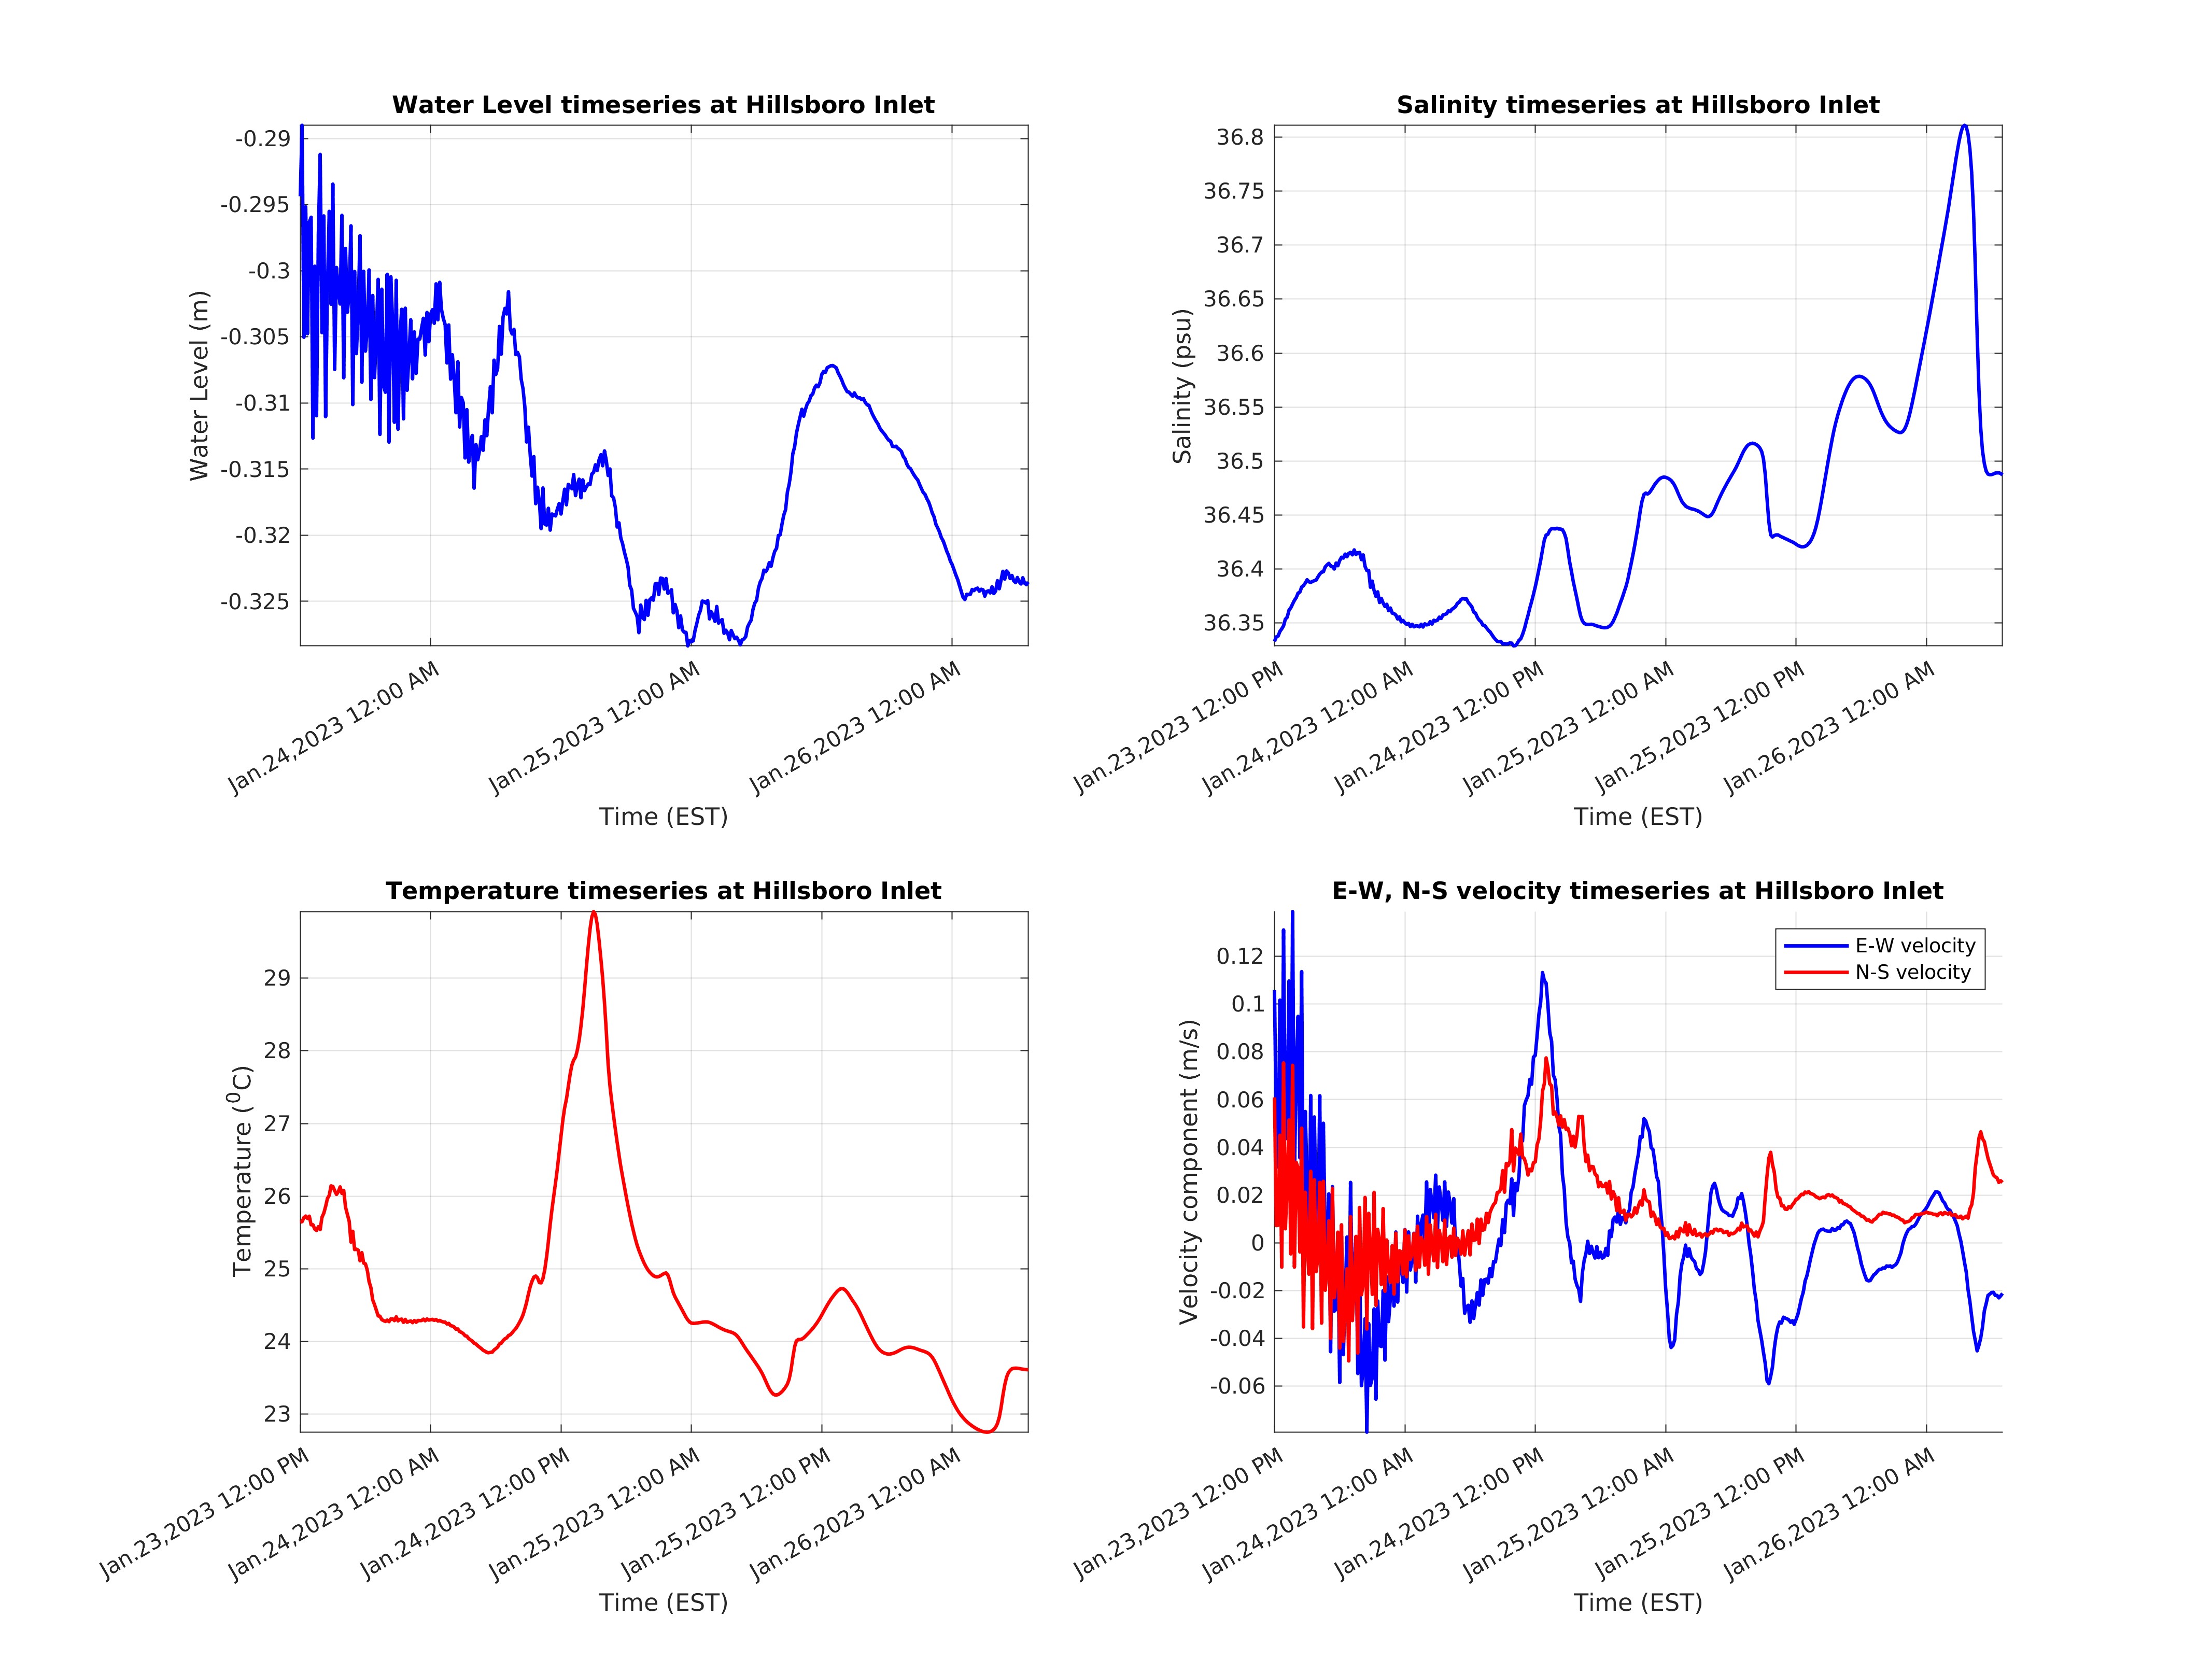 Water Level timeseries at Hillsboro Inlet
Water Level (m)
-0.29
-0.295
-0.3
-0.305
-0.31
-0.315
-0.32
-0.325
Jan.24,2023 12:00 AM
Jan.25,2023 12:00 AM
Jan.26,2023 12:00 AM
Time (EST)
Salinity timeseries at Hillsboro Inlet
Salinity (psu)
36.8
36.75
36.7
36.65
36.6
36.55
36.5
36.45
36.4
36.35
Jan.23,2023 12:00 PM
Jan.24,2023 12:00 AM
Jan.24,2023 12:00 PM
Jan.25,2023 12:00 AM
Jan.25,2023 12:00 PM
Jan.26,2023 12:00 AM
Time (EST)
Temperature timeseries at Hillsboro Inlet
Temperature (⁰C)
29
28
27
26
25
24
23
Jan.23,2023 12:00 PM
Jan.24,2023 12:00 AM
Jan.24,2023 12:00 PM
Jan.25,2023 12:00 AM
Jan.25,2023 12:00 PM
Jan.26,2023 12:00 AM
Time (EST)
E-W, N-S velocity timeseries at Hillsboro Inlet
E-W velocity
N-S velocity
Velocity component (m/s)
0.12
0.1
0.08
0.06
0.04
0.02
0
-0.02
-0.04
-0.06
Jan.23,2023 12:00 PM
Jan.24,2023 12:00 AM
Jan.24,2023 12:00 PM
Jan.25,2023 12:00 AM
Jan.25,2023 12:00 PM
Jan.26,2023 12:00 AM
Time (EST)